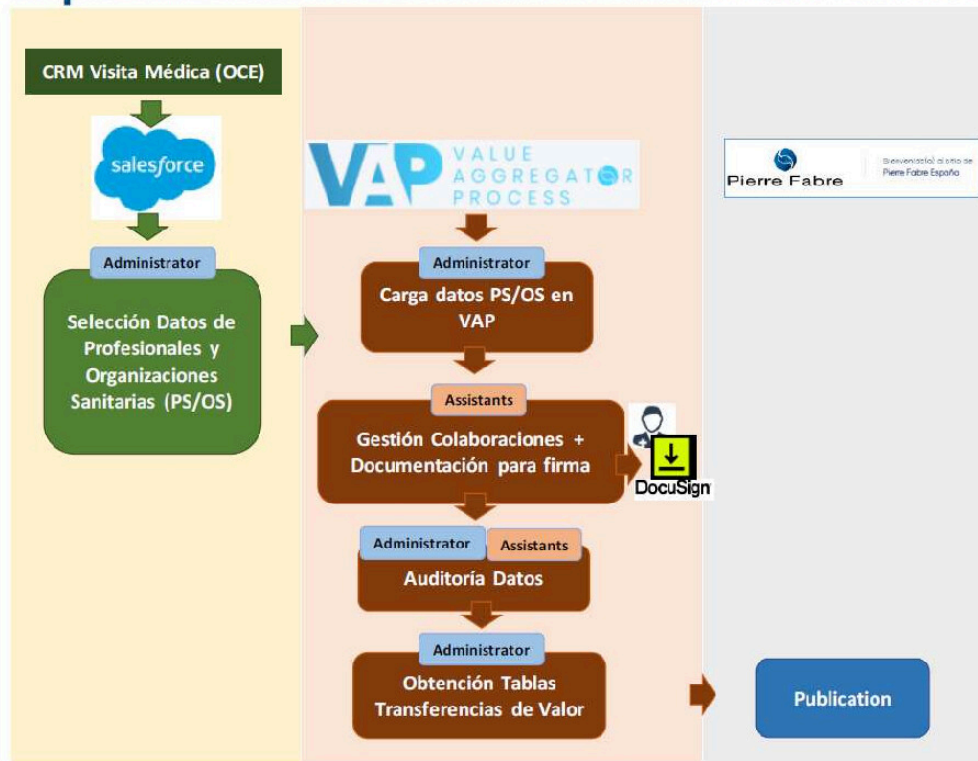 CRM Visita Médica (OCE)
salesforce
Administrator
Selección Datos de
Profesionales y
Organizaciones
Sanitarias (PS/OS)
VAP
VALUE
AGGREGATOR
PROCESS
Administrator
Carga datos PS/OS en
VAP
Assistants
Gestión Colaboraciones +
Documentación para firma
DocuSign
Administrator
Assistants
Auditoría Datos
Administrator
Obtención Tablas
Transferencias de Valor
Pierre Fabre
Pierre Fabre España
Publication